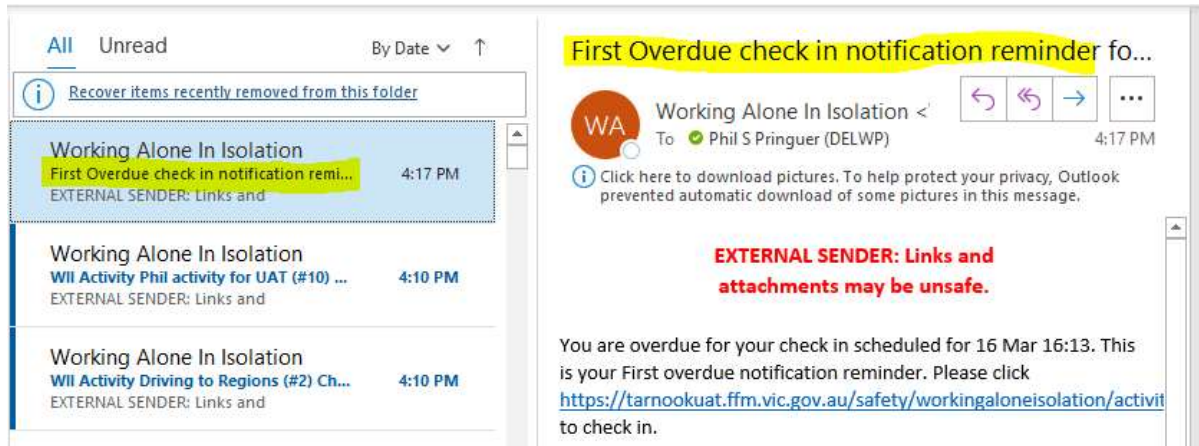 All Unread By Date ↑
Recover items recently removed from this folder
Working Alone In Isolation
First Overdue check in notification remi... 4:17 PM
EXTERNAL SENDER: Links and
Working Alone In Isolation
WII Activity Phil activity for UAT (#10) ... 4:10 PM
EXTERNAL SENDER: Links and
Working Alone In Isolation
WII Activity Driving to Regions (#2) Ch... 4:10 PM
EXTERNAL SENDER: Links and
First Overdue check in notification reminder fo...
WA
Working Alone In Isolation <
To Phil S Pringuer (DELWP) 4:17 PM
Click here to download pictures. To help protect your privacy, Outlook
prevented automatic download of some pictures in this message.
EXTERNAL SENDER: Links and
attachments may be unsafe.
You are overdue for your check in scheduled for 16 Mar 16:13. This
is your First overdue notification reminder. Please click
https://tarnookuat.ffm.vic.gov.au/safety/workingaloneisolation/activit
to check in.